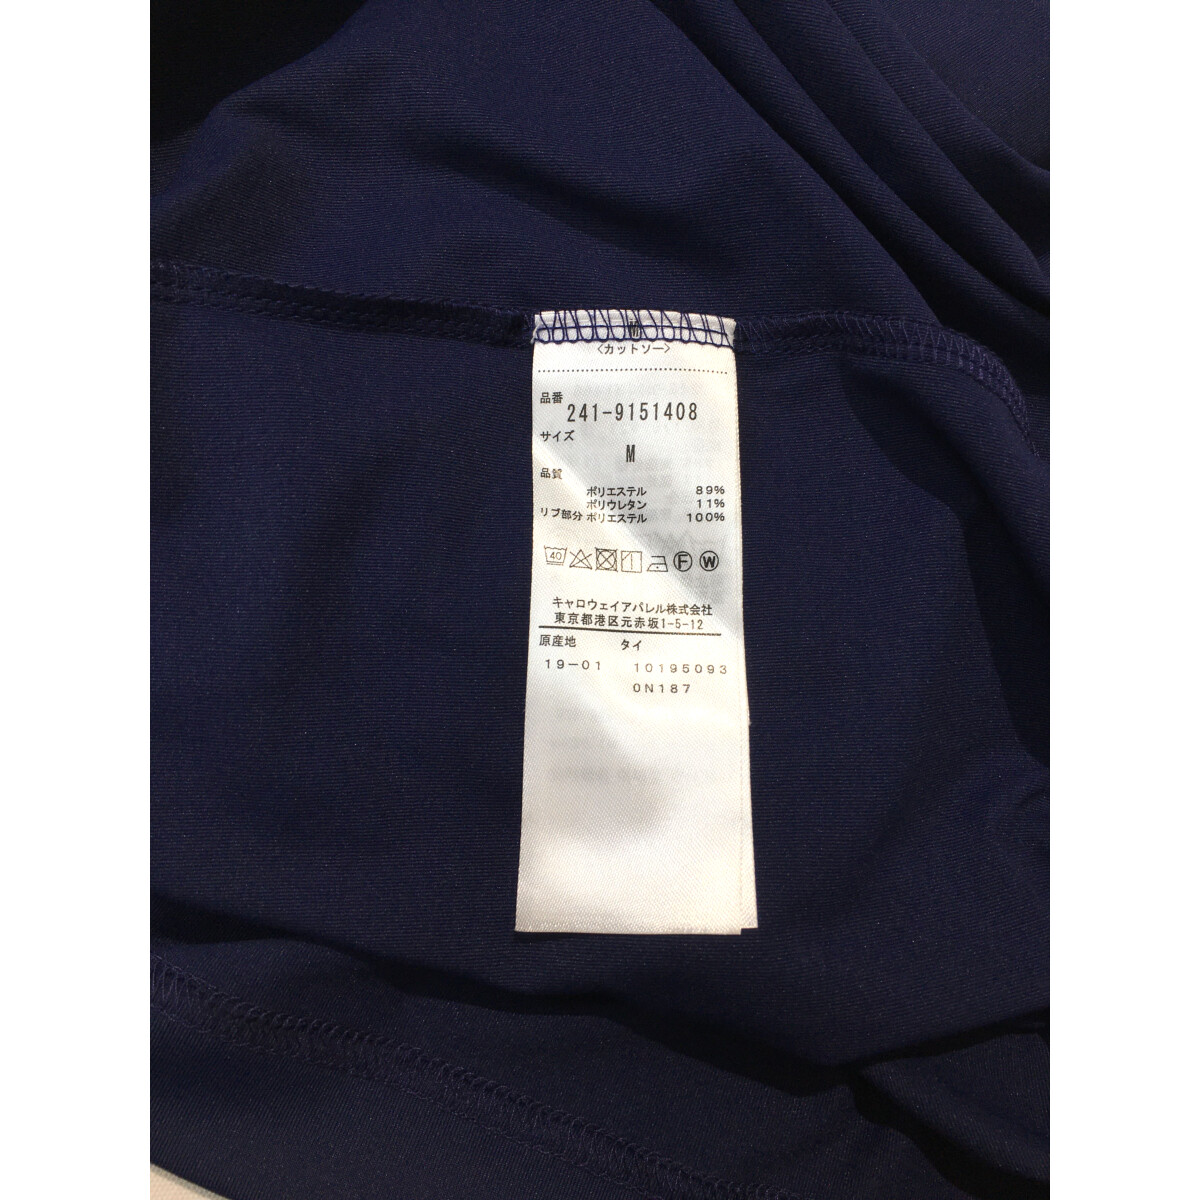 M
〈カットソー〉
品番
241-9151408
サイズ
M
品質
ポリエステル 89%
ポリウレタン 11%
リブ部分 ポリエステル 100%
40 F W
キャロウェイアパレル株式会社
東京都港区元赤坂1-5-12
原産地 タイ
19-01 10195093
0N187